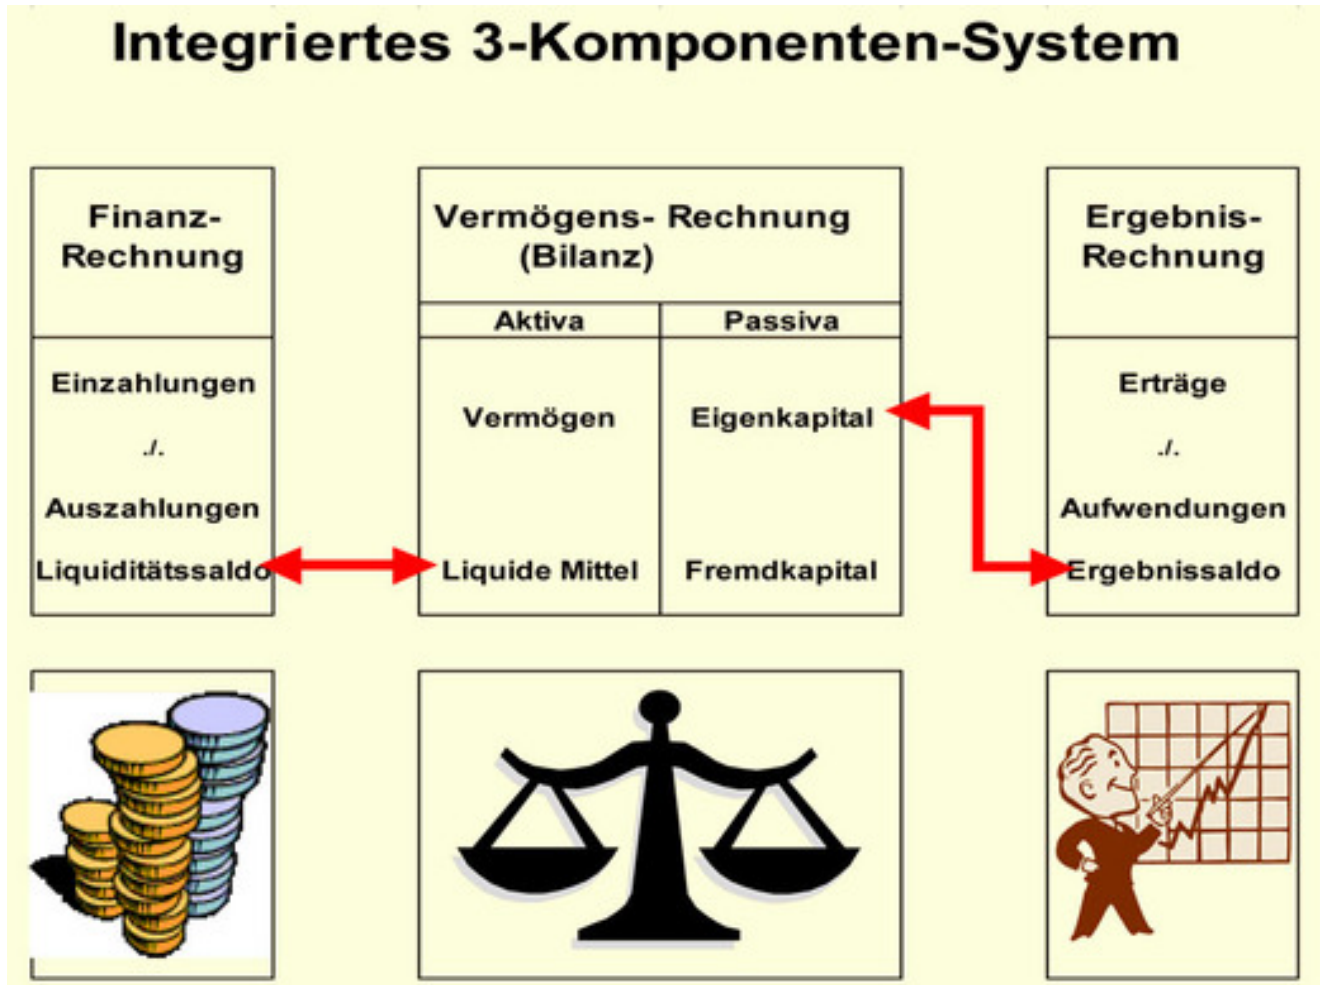 Integriertes 3-Komponenten-System
Finanz-
Rechnung
Einzahlungen
./.
Auszahlungen
Liquiditätssaldo
Vermögens- Rechnung
(Bilanz)
Aktiva
Passiva
Vermögen
Eigenkapital
Liquide Mittel
Fremdkapital
Ergebnis-
Rechnung
Erträge
./.
Aufwendungen
Ergebnissaldo